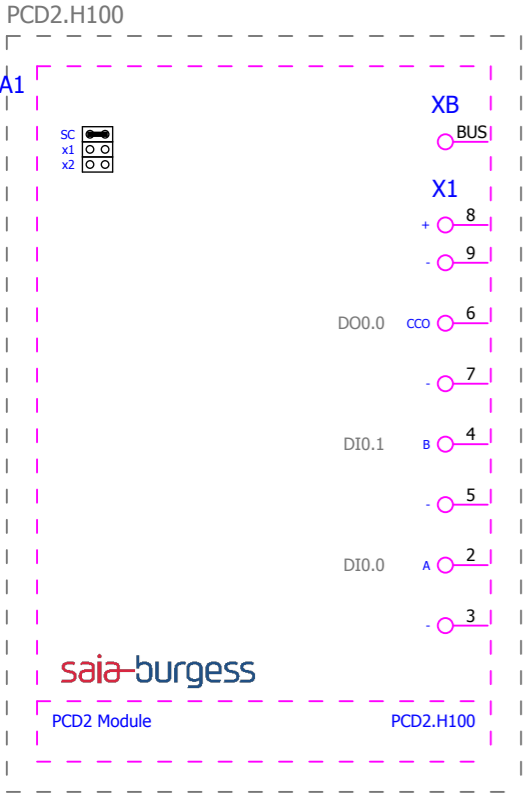 PCD2.H100
A1
XB
SC
BUS
x1
x2
X1
+ 8
- 9
DO0.0 CCO 6
- 7
DI0.1 B 4
- 5
DI0.0 A 2
- 3
saia-burgess
PCD2 Module PCD2.H100